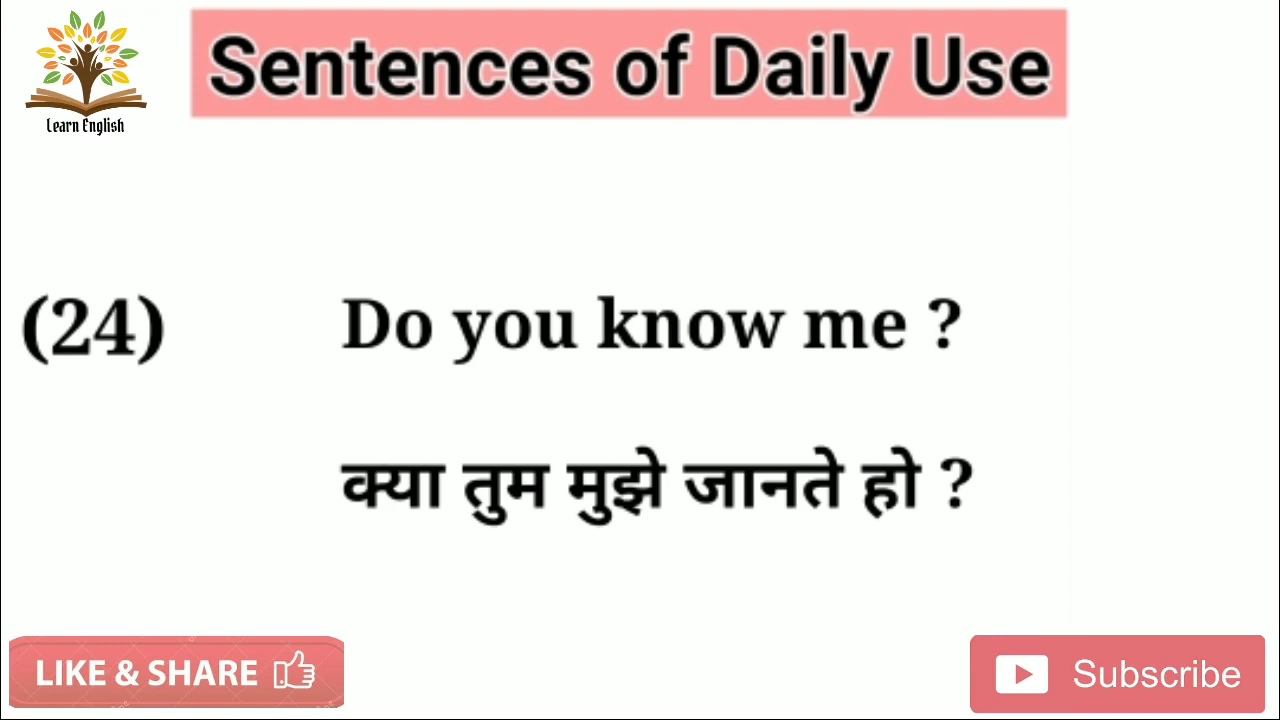 Sentences of Daily Use
Learn English
(24) Do you know me ?
क्या तुम मुझे जानते हो ?
LIKE & SHARE
Subscribe